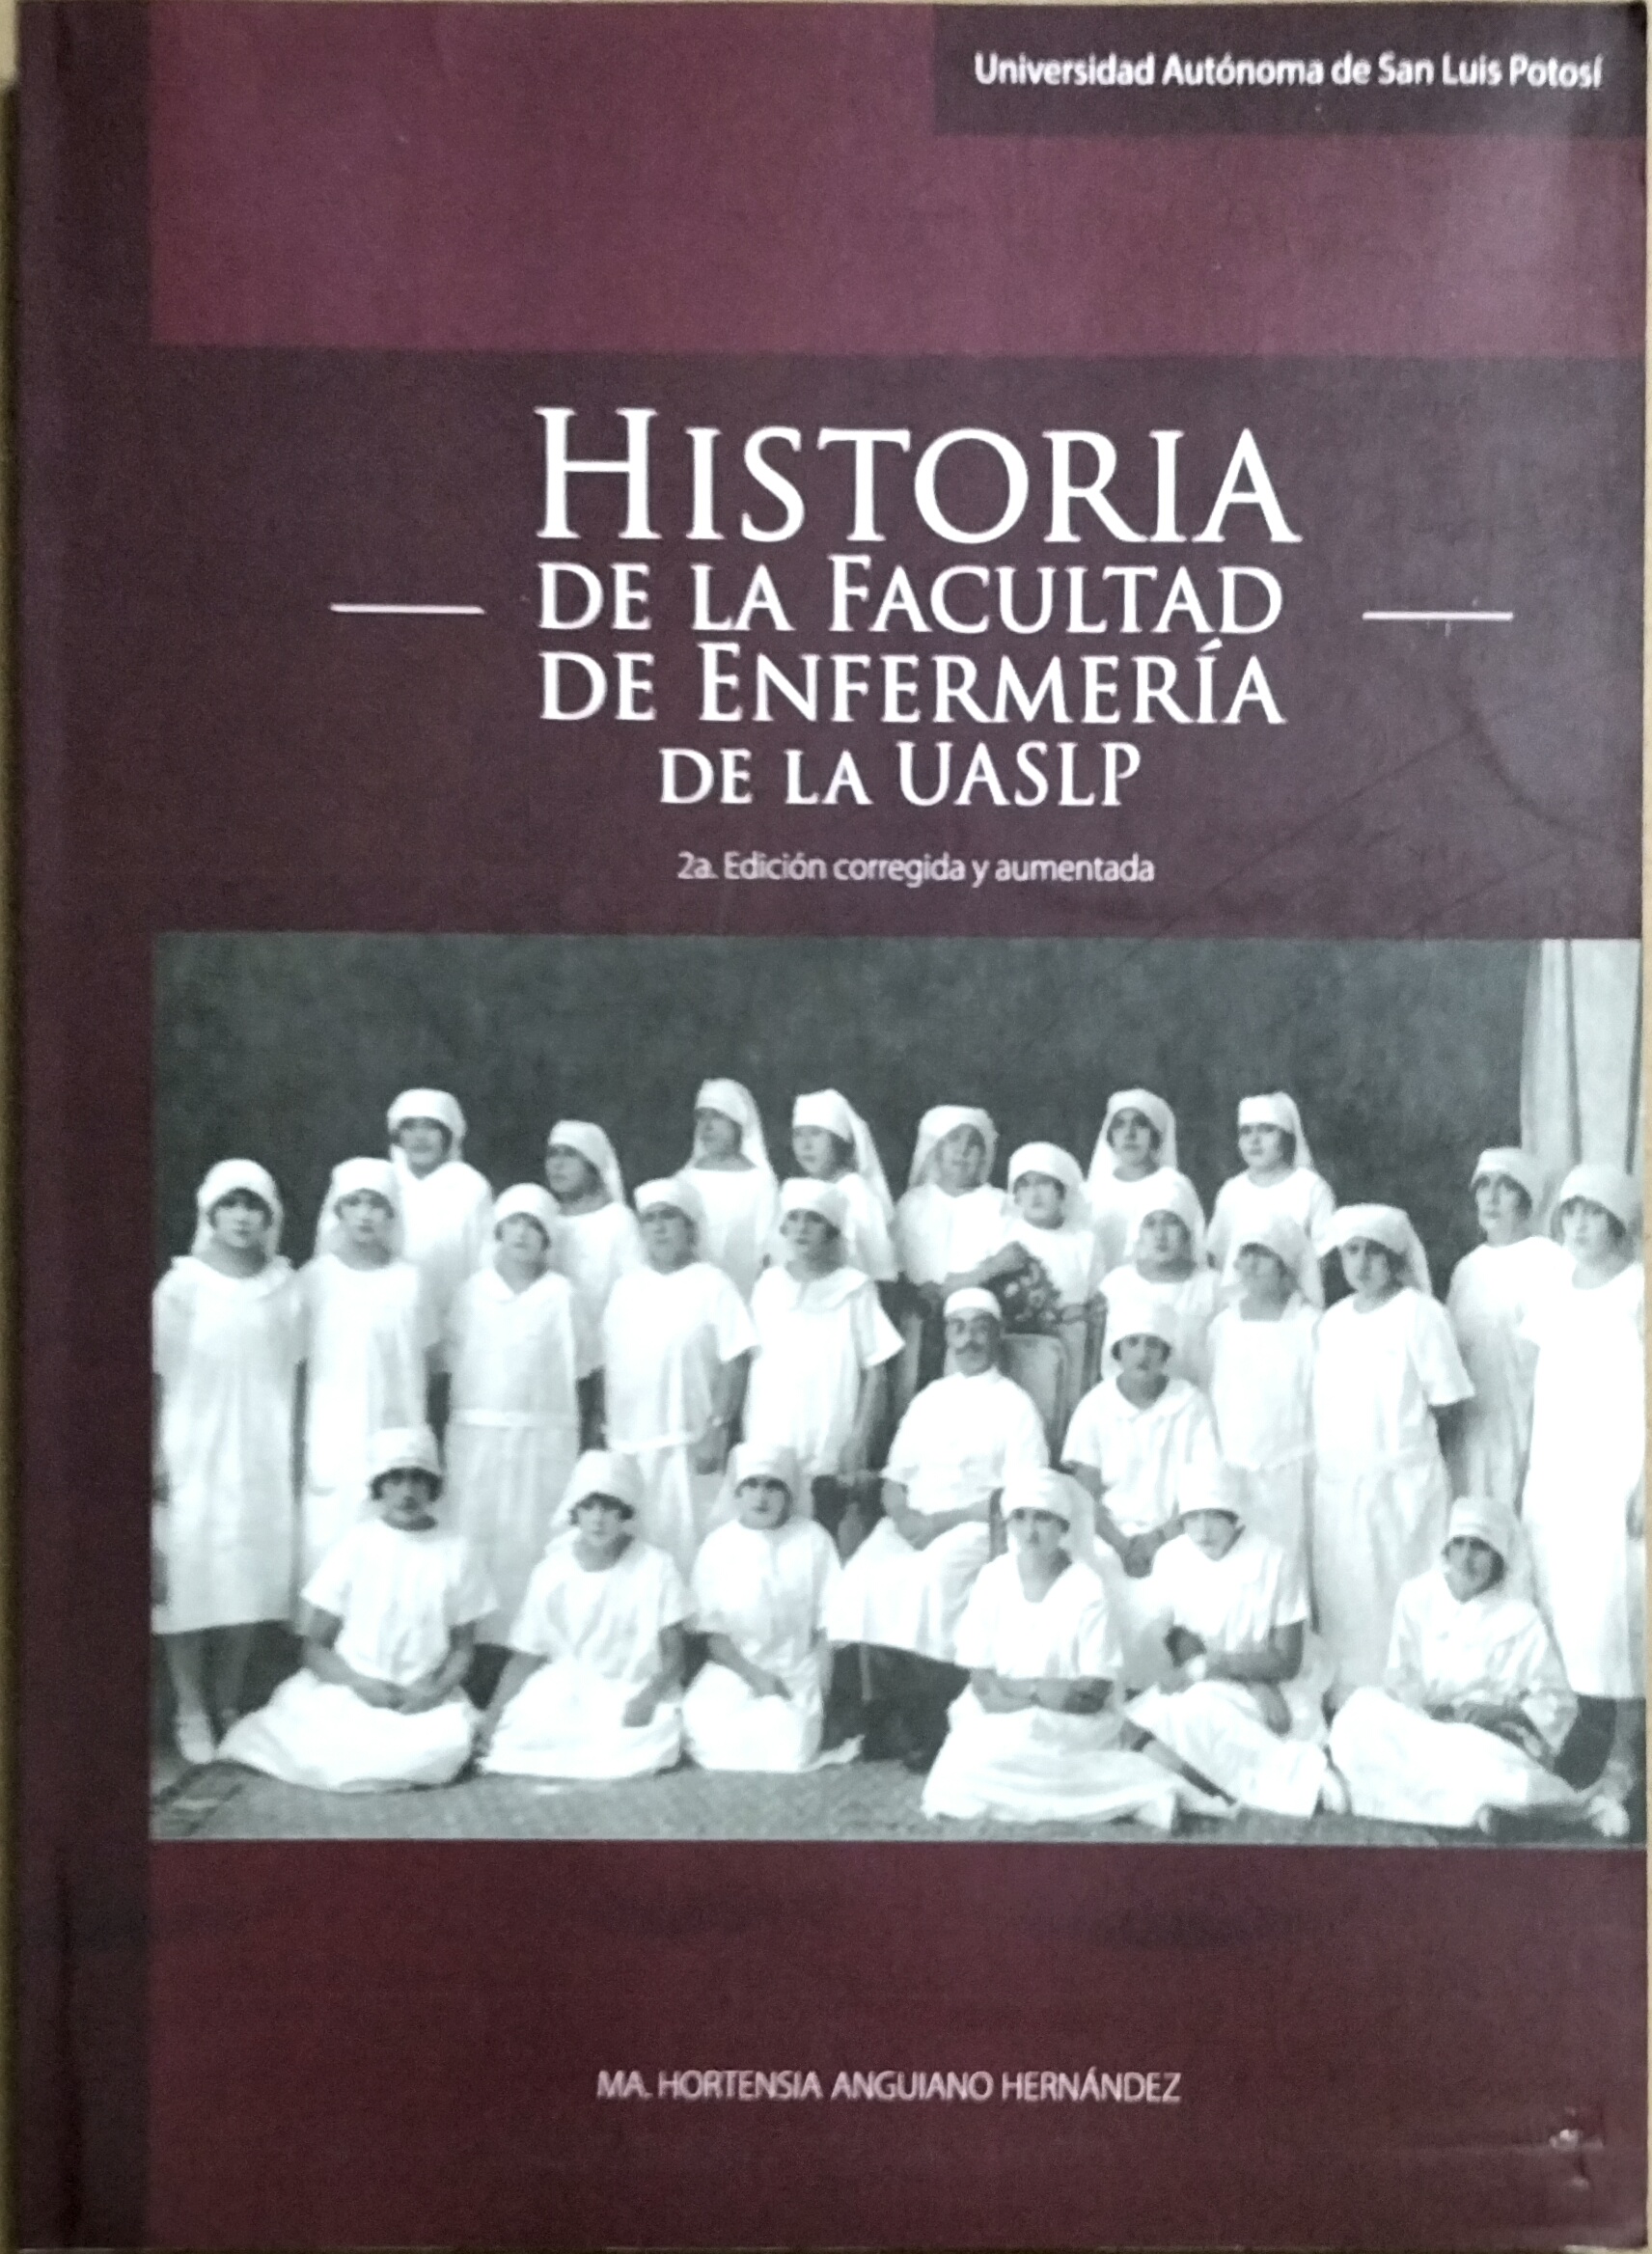 Universidad Autónoma de San Luis Potosí
HISTORIA
DE LA FACULTAD
DE ENFERMERÍA
DE LA UASLP
2a. Edición corregida y aumentada
MA. HORTENSIA ANGUIANO HERNÁNDEZ